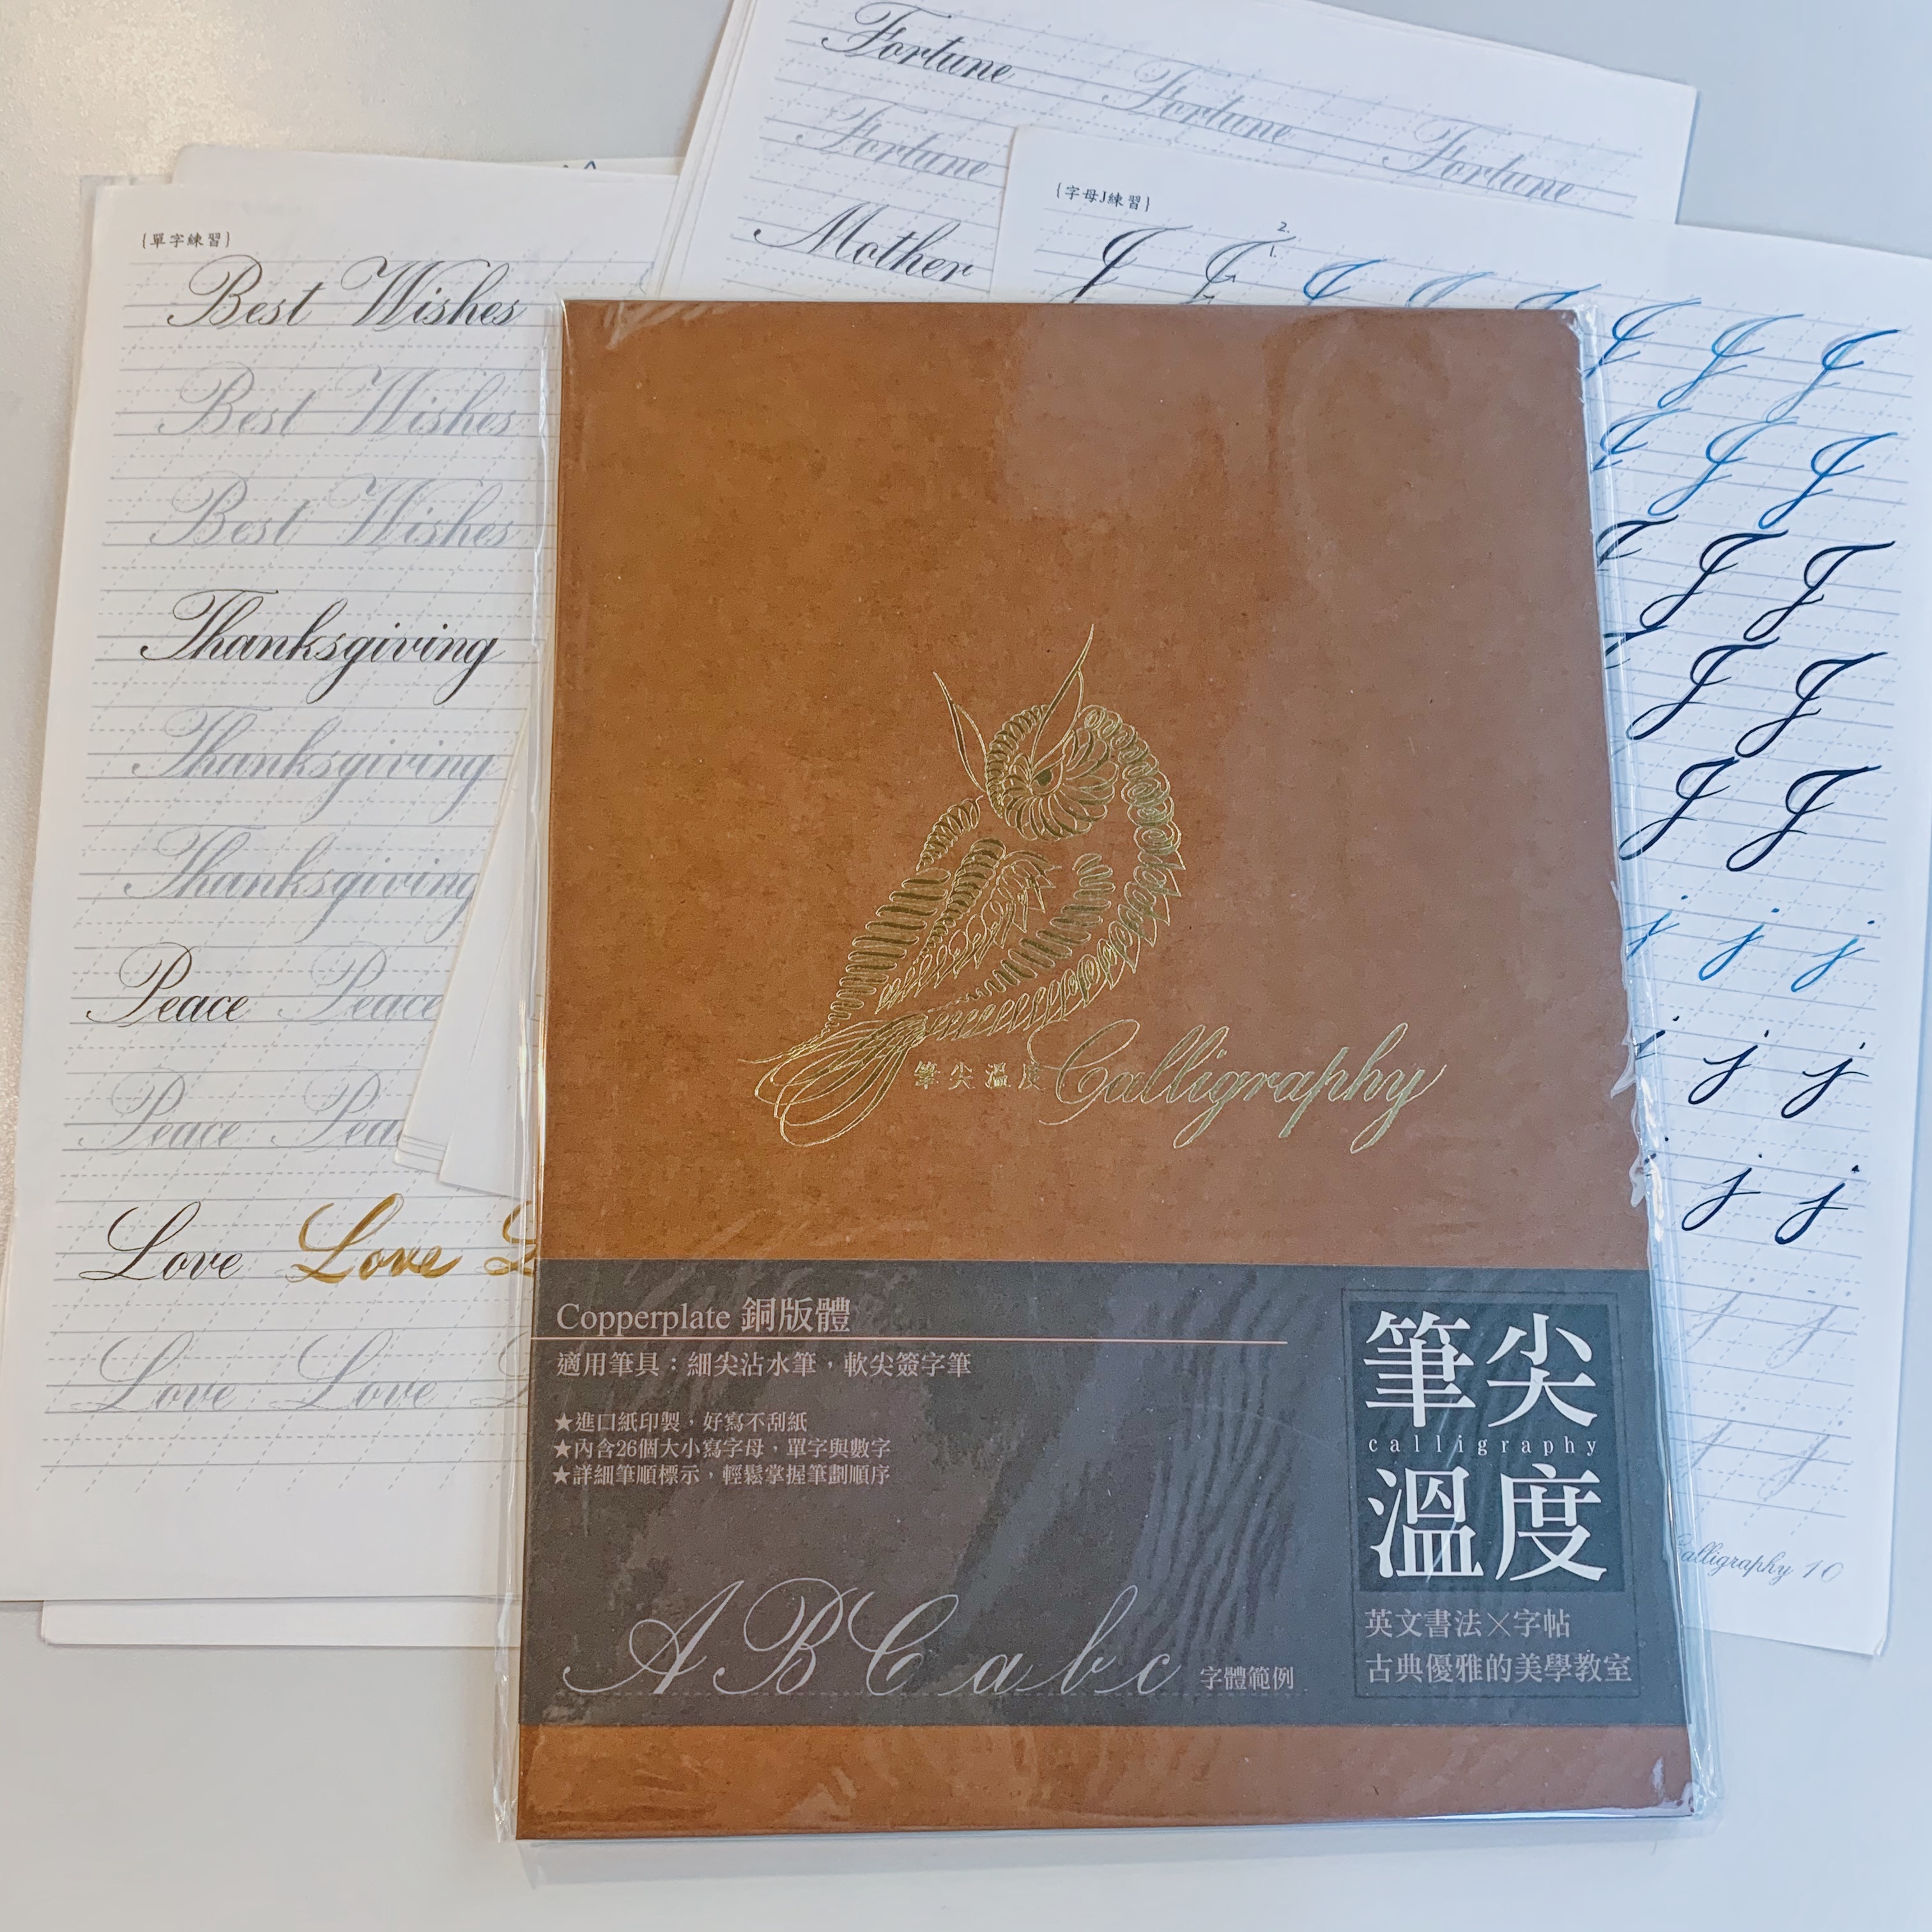 Fortune
Fortune
Fortune
Fortune
Fortune
Mother
{字母J練習}
2.
1.
J J J J J J J J
J J J
J J J
J J
J J
j j j
j j j
j j j
Calligraphy 10
{單字練習}
Best Wishes
Best Wishes
Best Wishes
Thanksgiving
Thanksgiving
Thanksgiving
Peace Peace
Peace
Love Love
Love Love
筆尖溫度 Calligraphy
Copperplate 銅版體
適用筆具：細尖沾水筆，軟尖簽字筆
★進口紙印製，好寫不刮紙
★內含26個大小寫字母，單字與數字
★詳細筆順標示，輕鬆掌握筆劃順序
A B C a b c 字體範例
筆尖
calligraphy
溫度
英文書法×字帖
古典優雅的美學教室